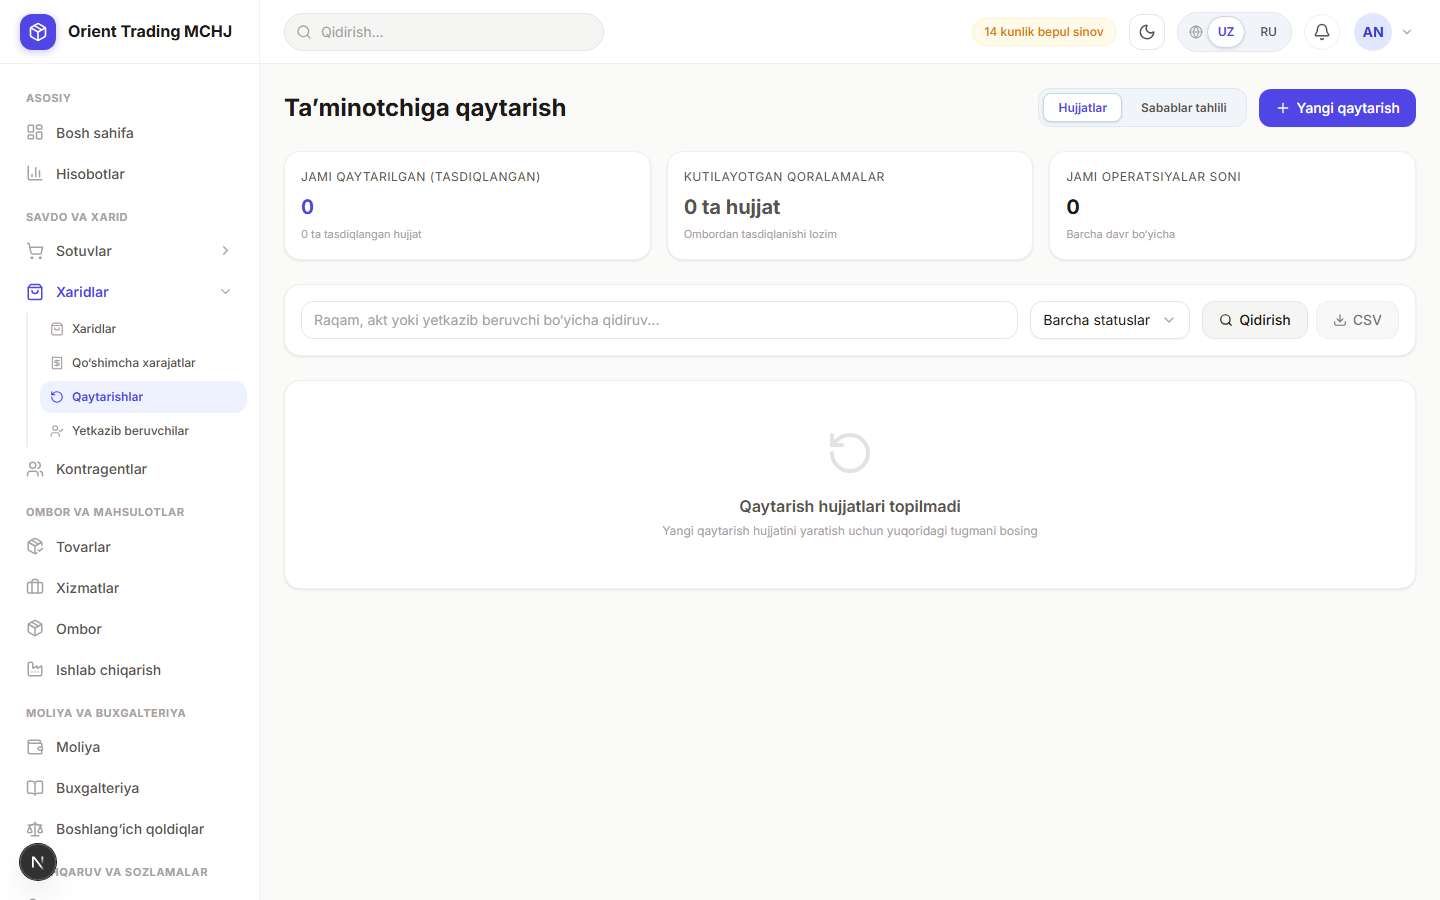 Orient Trading MCHJ
Qidirish...
14 kunlik bepul sinov
UZ
RU
AN
ASOSIY
Bosh sahifa
Hisobotlar
SAVDO VA XARID
Sotuvlar
Xaridlar
Xaridlar
Qo‘shimcha xarajatlar
Qaytarishlar
Yetkazib beruvchilar
Kontragentlar
OMBOR VA MAHSULOTLAR
Tovarlar
Xizmatlar
Ombor
Ishlab chiqarish
MOLIYA VA BUXGALTERIYA
Moliya
Buxgalteriya
Boshlang‘ich qoldiqlar
N
Ta’minotchiga qaytarish
Hujjatlar
Sabablar tahlili
+ Yangi qaytarish
JAMI QAYTARILGAN (TASDIQLANGAN)
0
0 ta tasdiqlangan hujjat
KUTILAYOTGAN QORALAMALAR
0 ta hujjat
Ombordan tasdiqlanishi lozim
JAMI OPERATSIYALAR SONI
0
Barcha davr bo‘yicha
Raqam, akt yoki yetkazib beruvchi bo‘yicha qidiruv...
Barcha statuslar
Qidirish
CSV
Qaytarish hujjatlari topilmadi
Yangi qaytarish hujjatini yaratish uchun yuqoridagi tugmani bosing